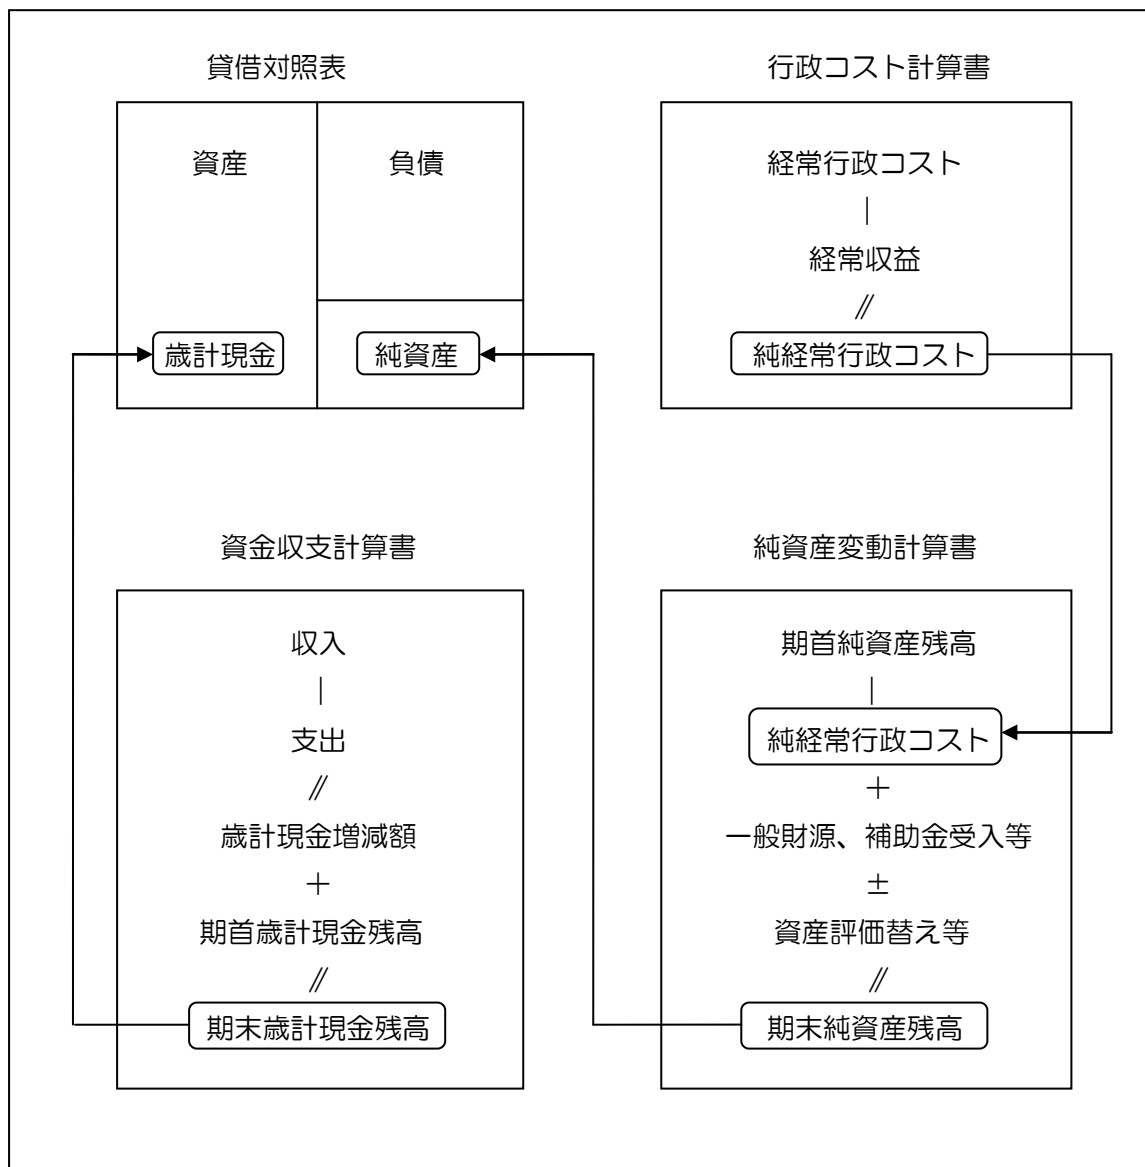 貸借対照表
資産
負債
歳計現金
純資産
行政コスト計算書
経常行政コスト
|
経常収益
//
純経常行政コスト
資金収支計算書
収入
|
支出
//
歳計現金増減額
+
期首歳計現金残高
//
期末歳計現金残高
純資産変動計算書
期首純資産残高
|
純経常行政コスト
+
一般財源、補助金受入等
±
資産評価替え等
//
期末純資産残高